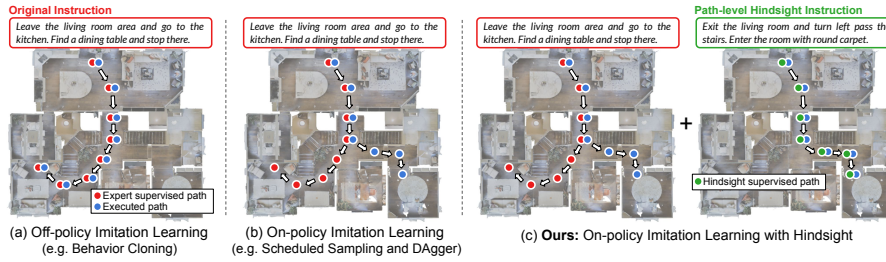 Original Instruction
Leave the living room area and go to the
kitchen. Find a dining table and stop there.
Expert supervised path
Executed path
(a) Off-policy Imitation Learning
(e.g. Behavior Cloning)
Leave the living room area and go to the
kitchen. Find a dining table and stop there.
(b) On-policy Imitation Learning
(e.g. Scheduled Sampling and DAgger)
Leave the living room area and go to the
kitchen. Find a dining table and stop there.
+
Path-level Hindsight Instruction
Exit the living room and turn left pass the
stairs. Enter the room with round carpet.
Hindsight supervised path
(c) Ours: On-policy Imitation Learning with Hindsight